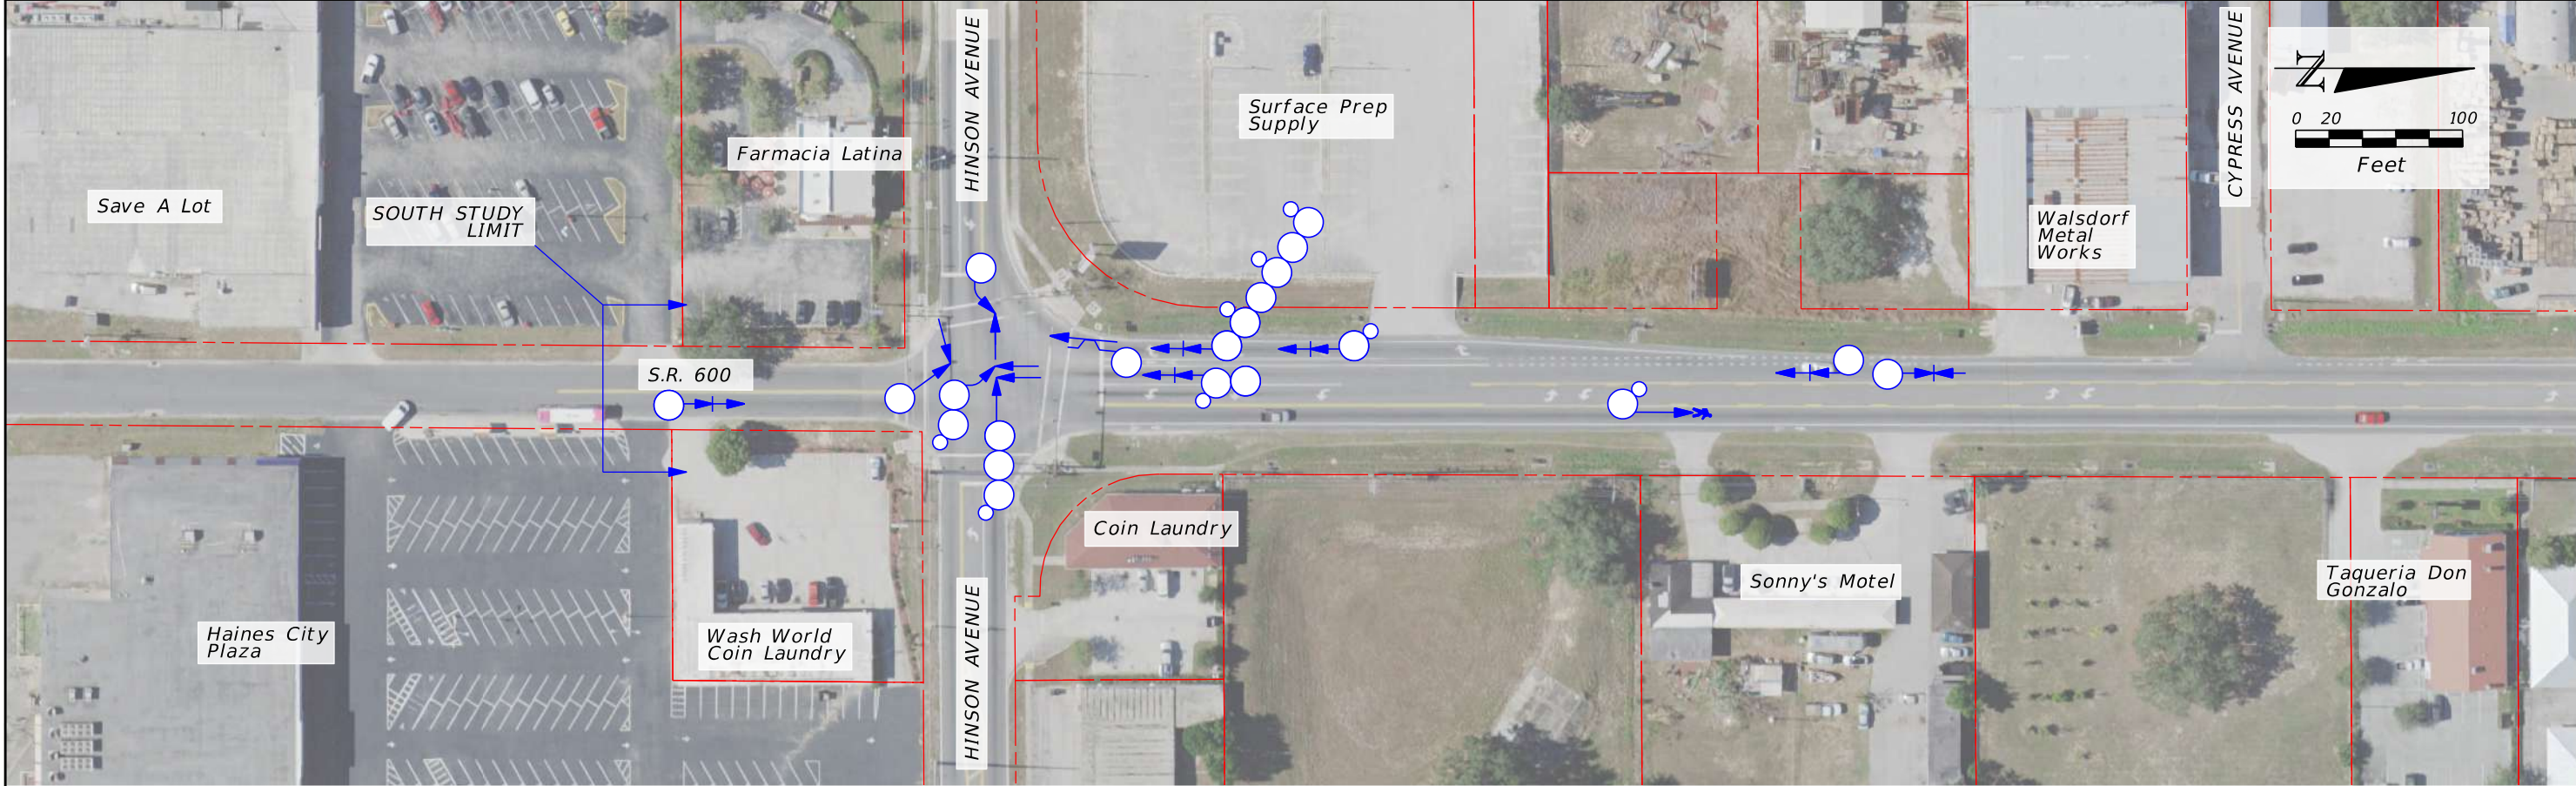 HINSON AVENUE
CYPRESS AVENUE
N
0 20 100
Feet
Surface Prep
Supply
Farmacia Latina
Save A Lot
SOUTH STUDY
LIMIT
Walsdorf
Metal
Works
S.R. 600
Coin Laundry
Sonny's Motel
Taqueria Don
Gonzalo
Haines City
Plaza
Wash World
Coin Laundry
HINSON AVENUE